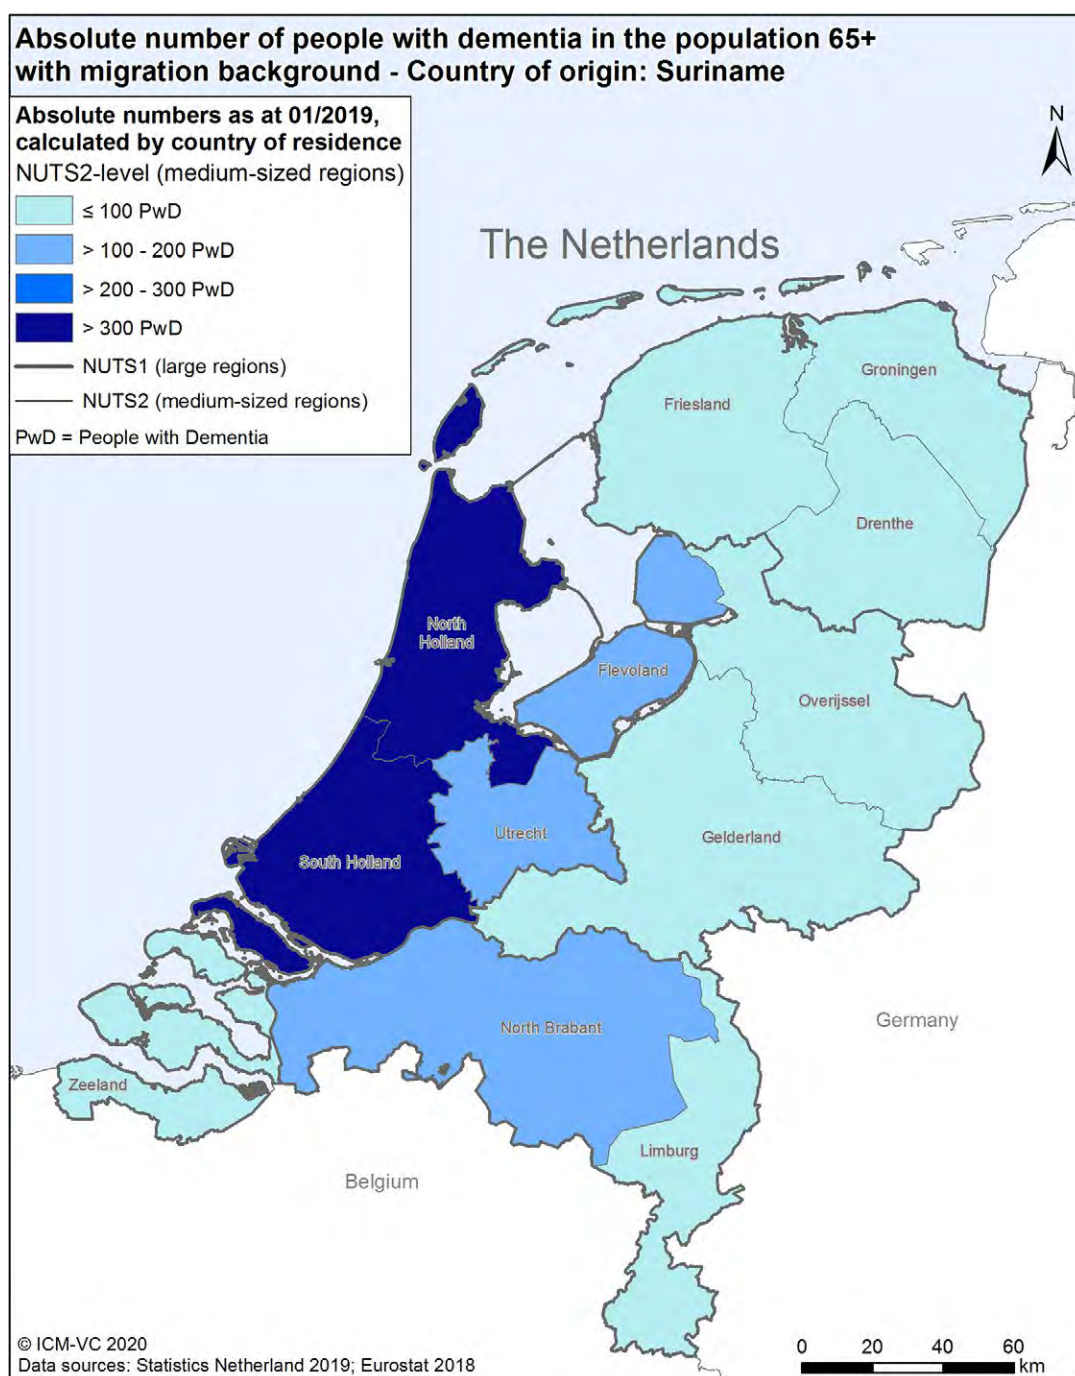 Absolute number of people with dementia in the population 65+
with migration background - Country of origin: Suriname
Absolute numbers as at 01/2019,
calculated by country of residence
NUTS2-level (medium-sized regions)
≤ 100 PwD
> 100 - 200 PwD
> 200 - 300 PwD
> 300 PwD
NUTS1 (large regions)
NUTS2 (medium-sized regions)
PwD = People with Dementia
N
The Netherlands
Groningen
Friesland
Drenthe
North
Holland
Flevoland
Overijssel
Utrecht
Gelderland
South Holland
North Brabant
Germany
Zeeland
Limburg
Belgium
© ICM-VC 2020
Data sources: Statistics Netherland 2019; Eurostat 2018
0 20 40 60
km